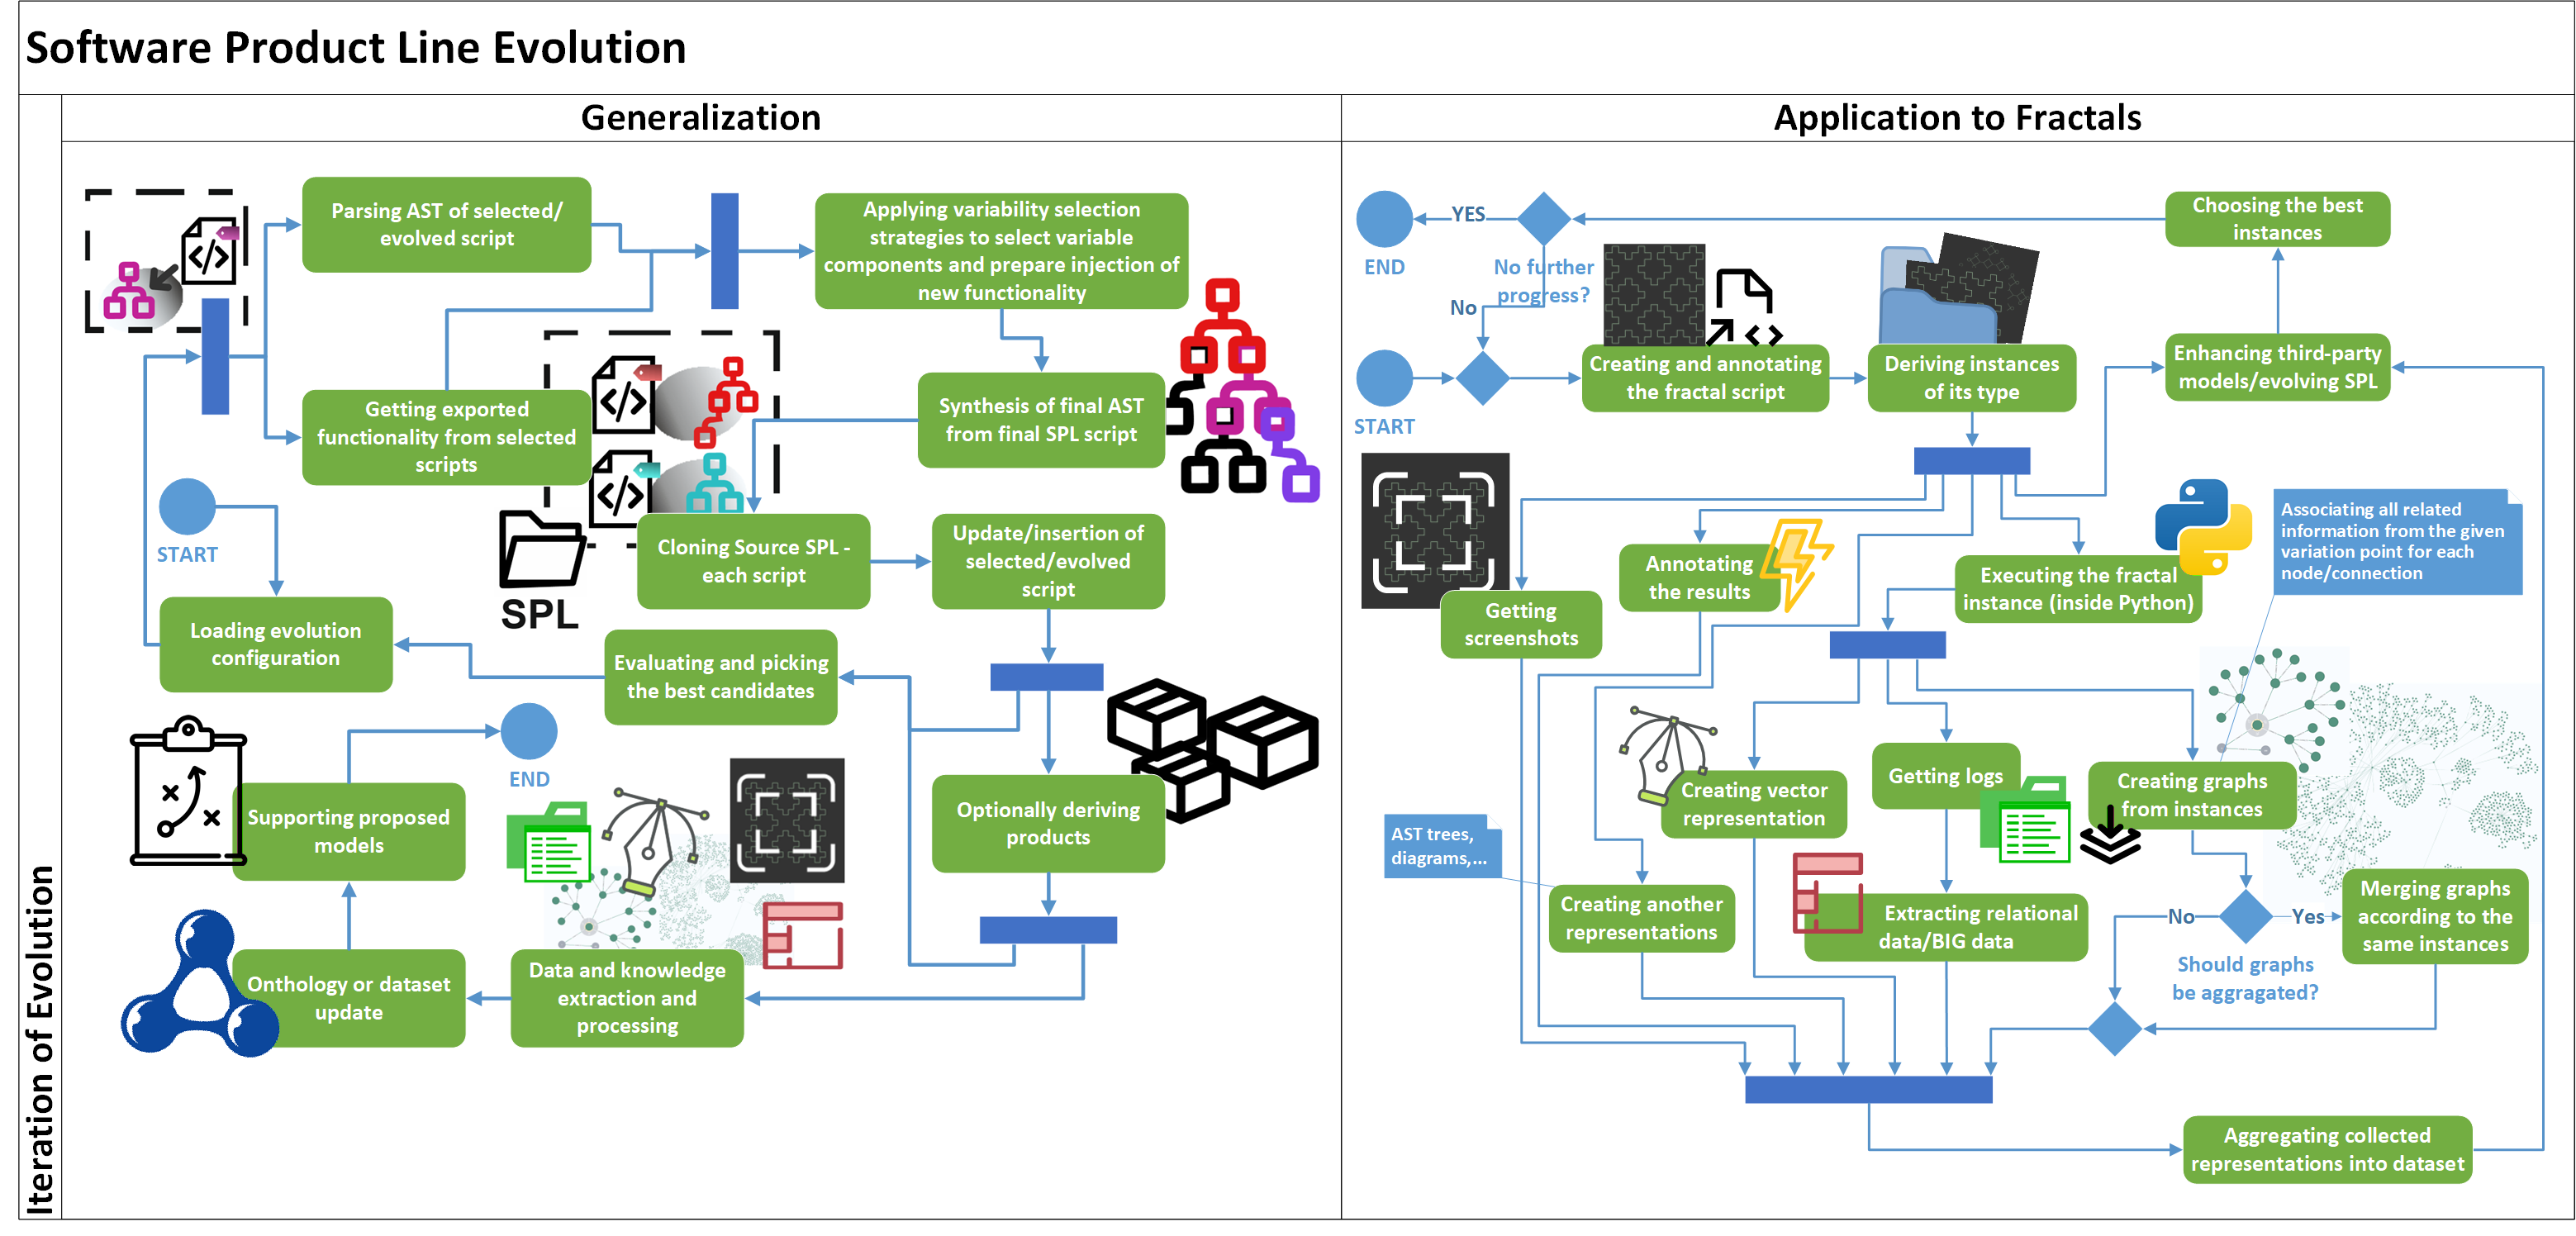 Software Product Line Evolution
Iteration of Evolution
Generalization
Parsing AST of selected/
evolved script
Applying variability selection
strategies to select variable
components and prepare injection of
new functionality
Getting exported
functionality from selected
scripts
Synthesis of final AST
from final SPL script
START
SPL
Cloning Source SPL -
each script
Update/insertion of
selected/evolved
script
Loading evolution
configuration
Evaluating and picking
the best candidates
END
Supporting proposed
models
Optionally deriving
products
Onthology or dataset
update
Data and knowledge
extraction and
processing
Application to Fractals
END
YES
No further
progress?
No
Choosing the best
instances
START
Creating and annotating
the fractal script
Deriving instances
of its type
Enhancing third-party
models/evolving SPL
Getting
screenshots
Annotating
the results
Executing the fractal
instance (inside Python)
Associating all related
information from the given
variation point for each
node/connection
Creating vector
representation
Getting logs
Creating graphs
from instances
AST trees,
diagrams,...
Creating another
representations
Extracting relational
data/BIG data
No
Yes
Should graphs
be aggragated?
Merging graphs
according to the
same instances
Aggregating collected
representations into dataset